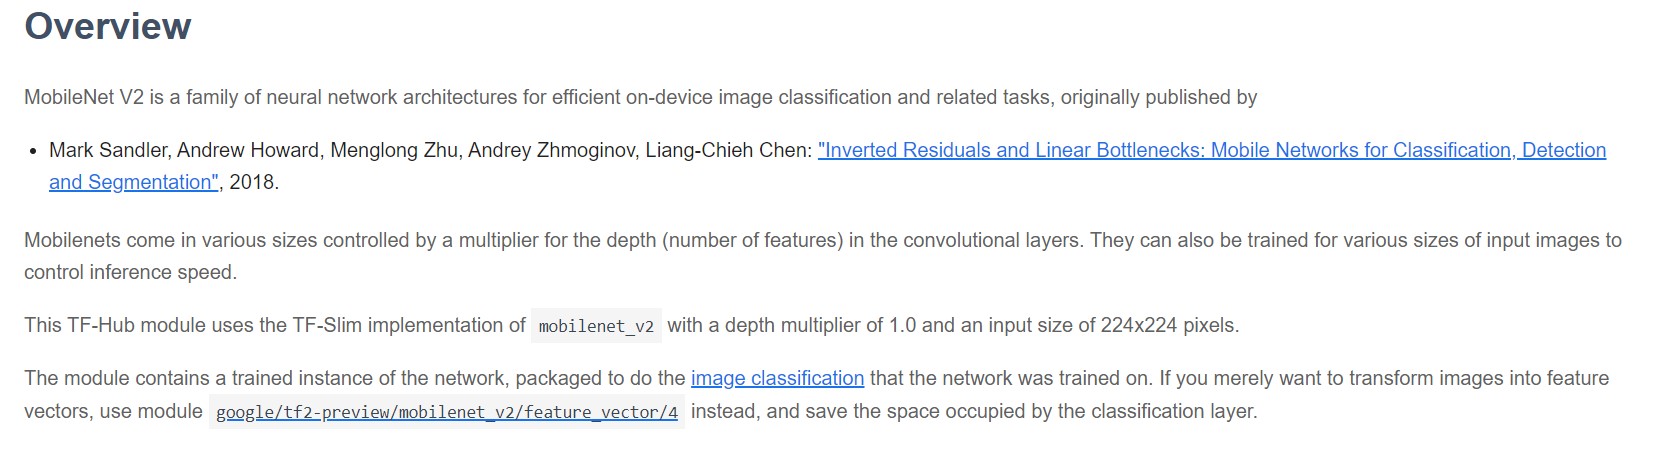 Overview
MobileNet V2 is a family of neural network architectures for efficient on-device image classification and related tasks, originally published by
• Mark Sandler, Andrew Howard, Menglong Zhu, Andrey Zhmoginov, Liang-Chieh Chen: "Inverted Residuals and Linear Bottlenecks: Mobile Networks for Classification, Detection
and Segmentation", 2018.
Mobilenets come in various sizes controlled by a multiplier for the depth (number of features) in the convolutional layers. They can also be trained for various sizes of input images to
control inference speed.
This TF-Hub module uses the TF-Slim implementation of mobilenet_v2 with a depth multiplier of 1.0 and an input size of 224x224 pixels.
The module contains a trained instance of the network, packaged to do the image classification that the network was trained on. If you merely want to transform images into feature
vectors, use module google/tf2-preview/mobilenet_v2/feature_vector/4 instead, and save the space occupied by the classification layer.